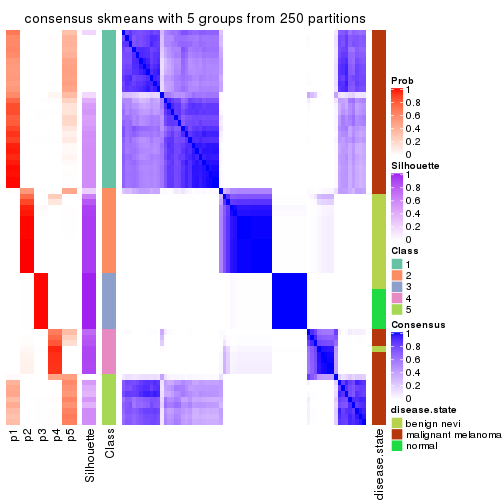 consensus skmeans with 5 groups from 250 partitions
Prob
1
0.8
0.6
0.4
0.2
0
Silhouette
1
0.8
0.6
0.4
0.2
0
Class
1
2
3
4
5
Consensus
1
0.8
0.6
0.4
0.2
0
disease.state
benign nevi
malignant melanoma
normal
p1
p2
p3
p4
p5
Silhouette
Class
disease.state